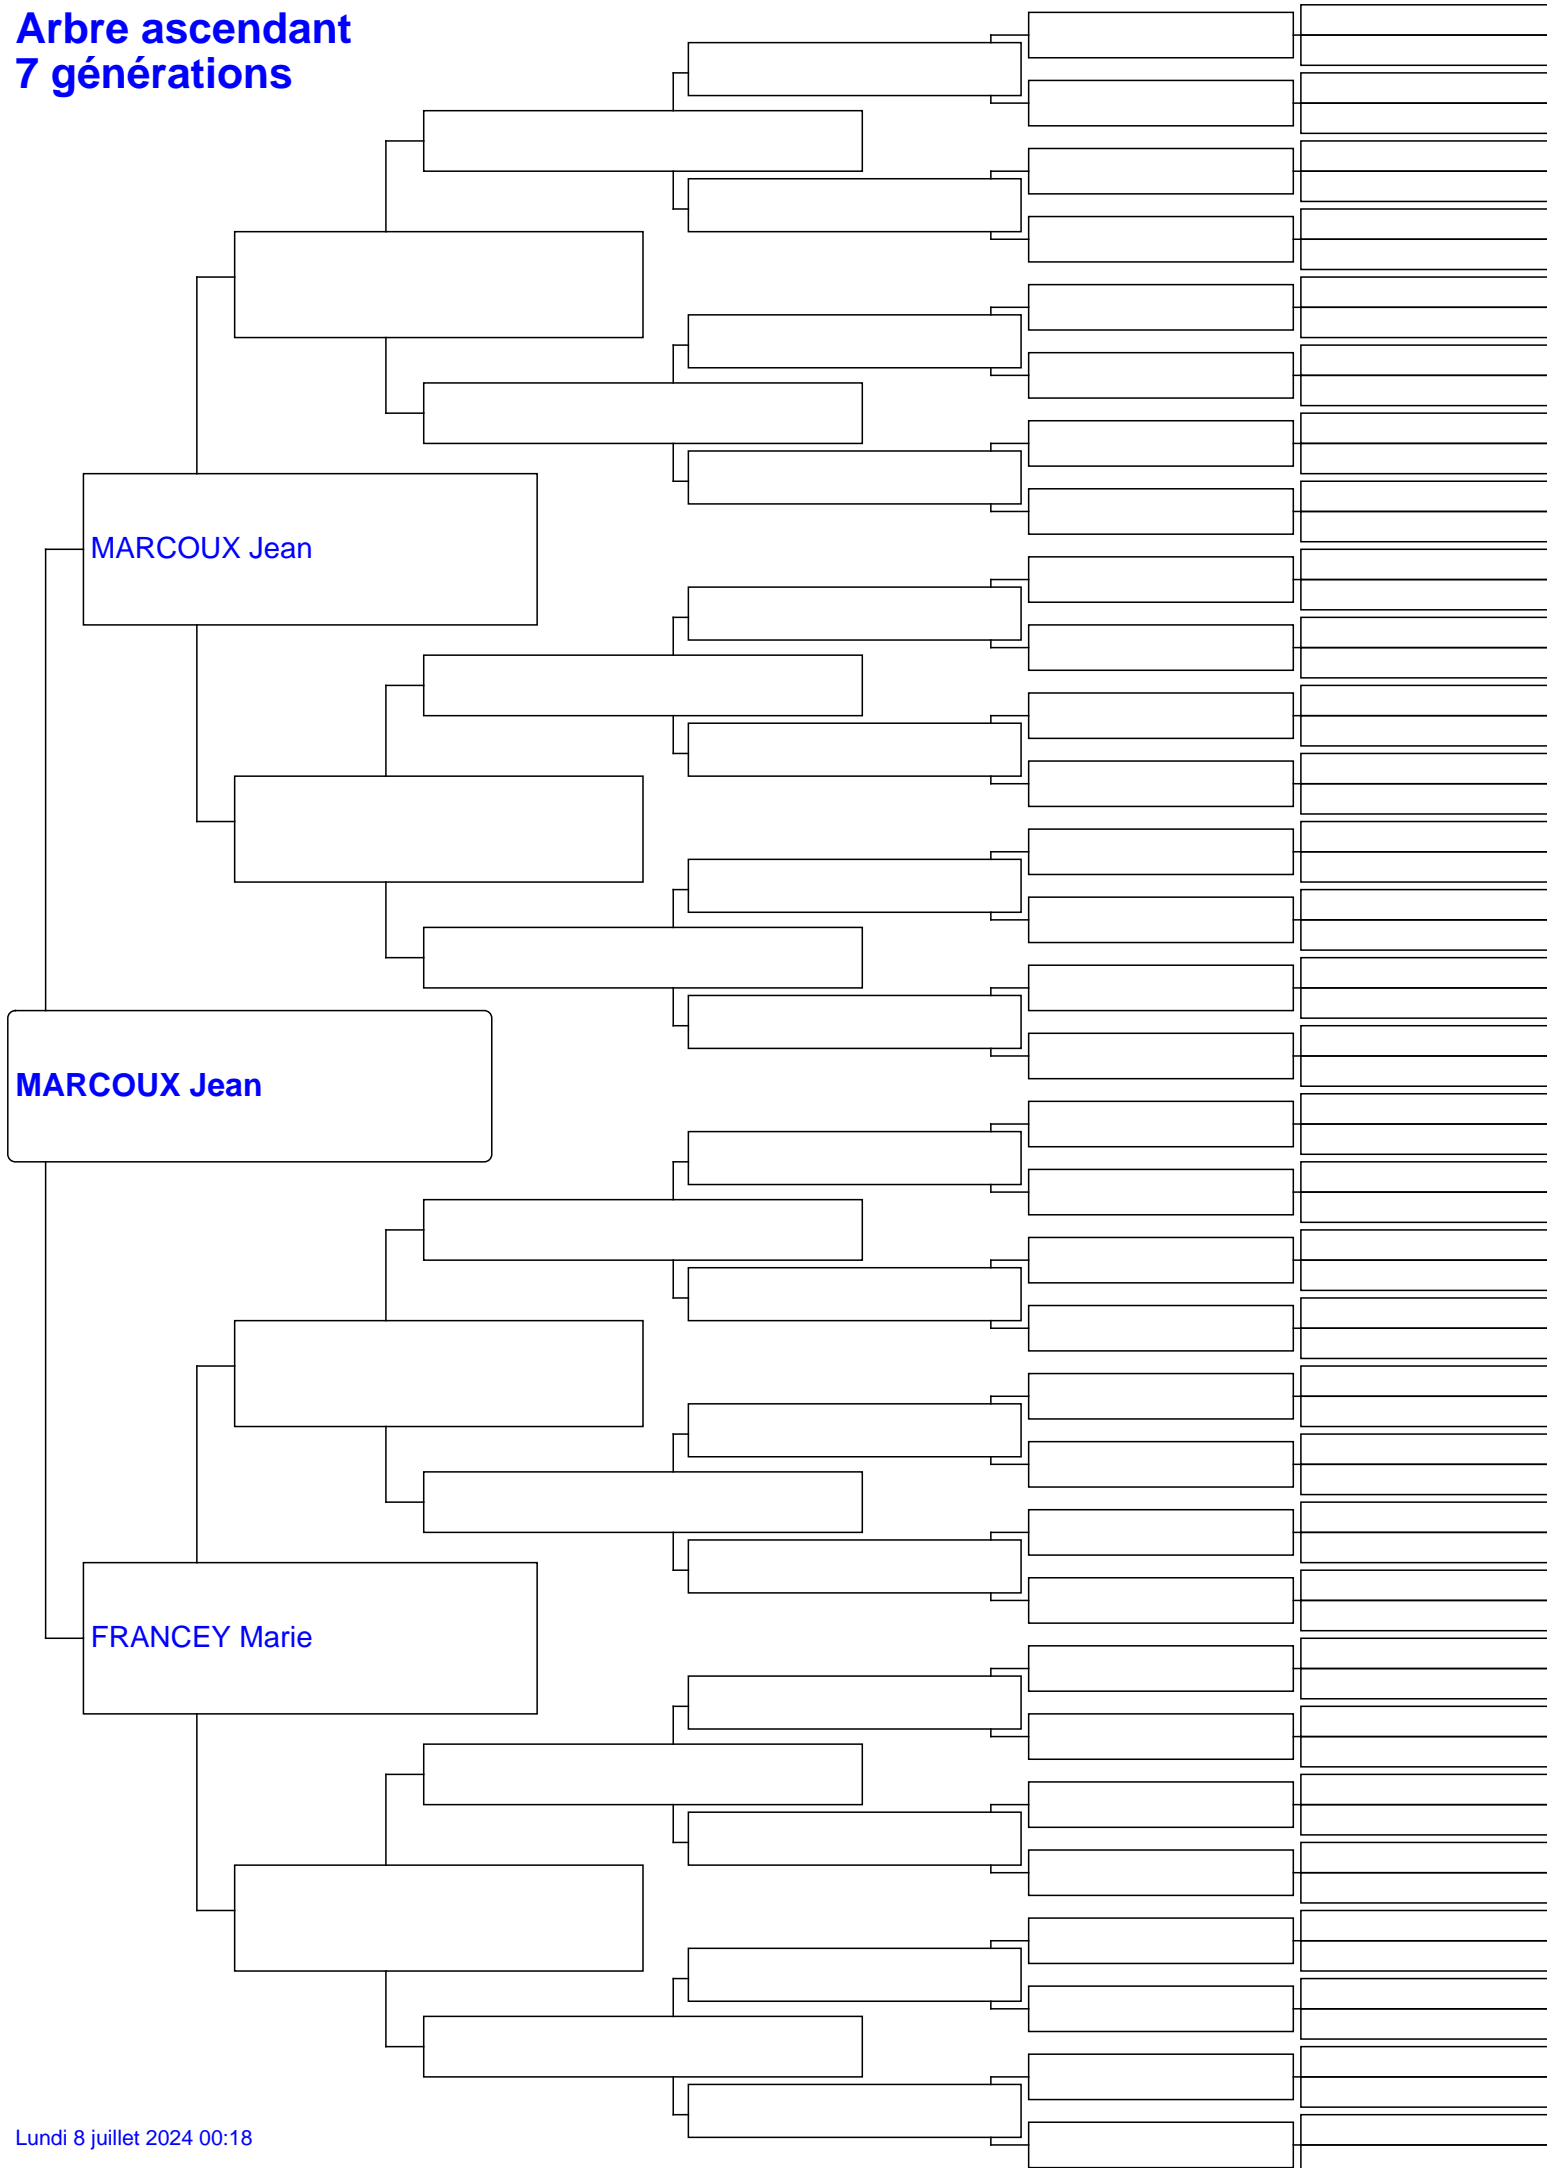 Arbre ascendant
7 générations
MARCOUX Jean
MARCOUX Jean
FRANCEY Marie
Lundi 8 juillet 2024 00:18